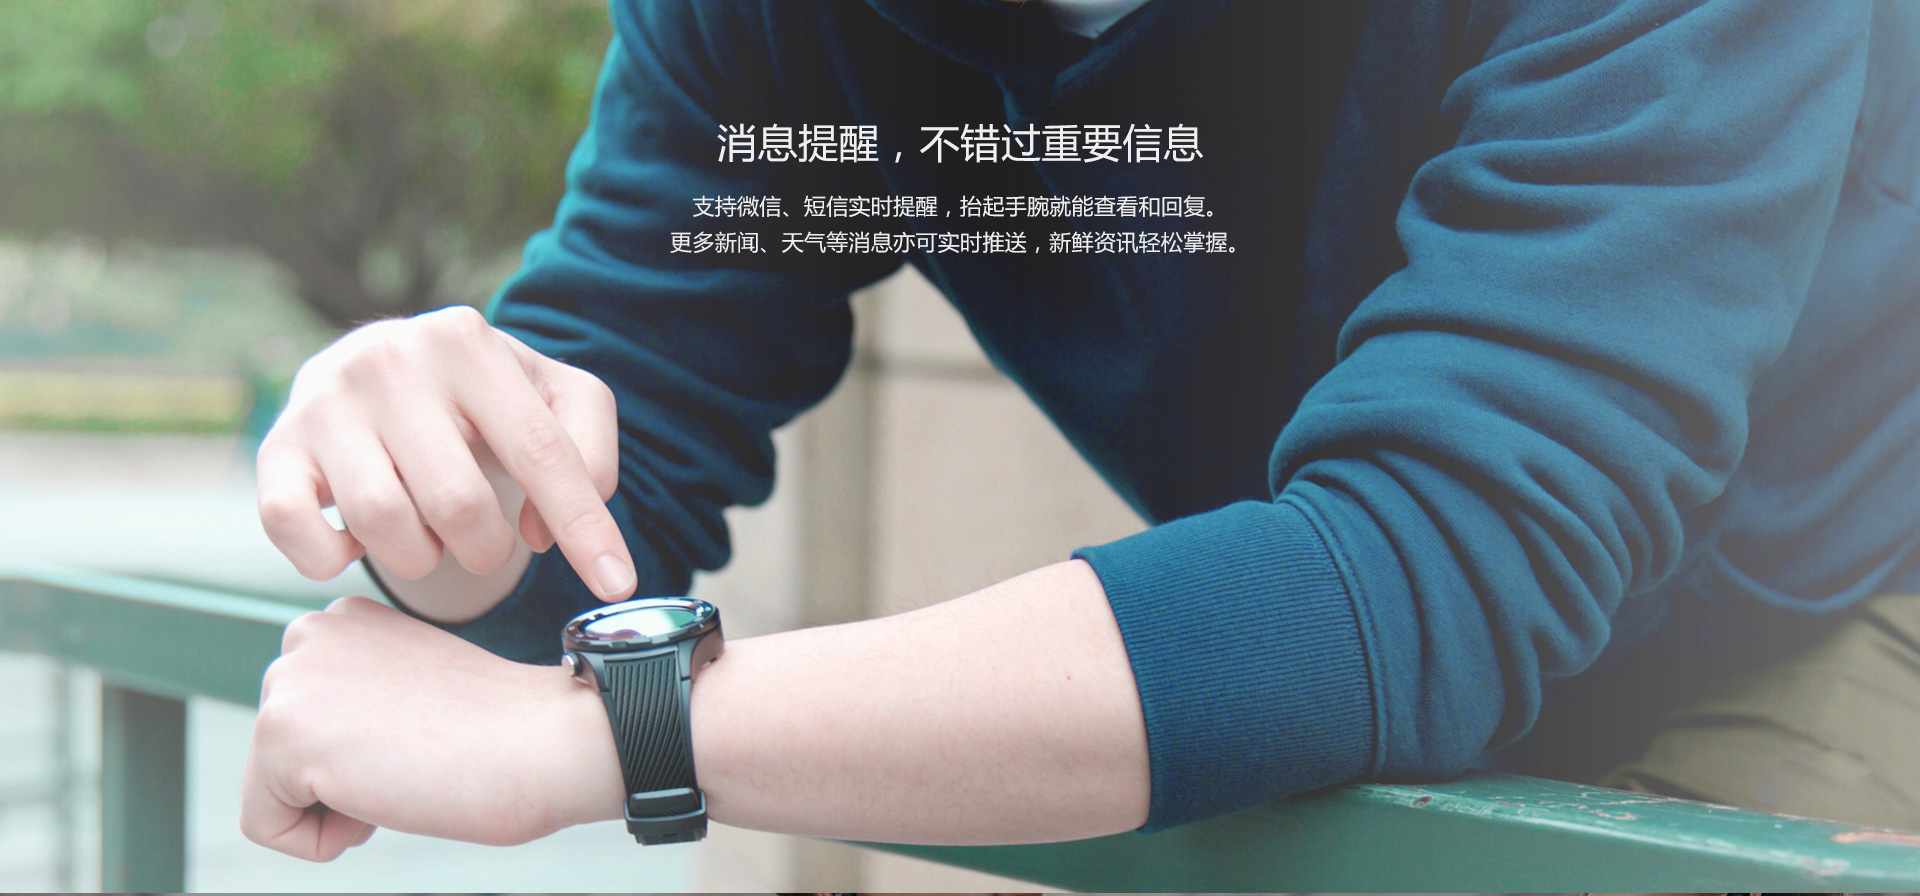 消息提醒，不错过重要信息
支持微信、短信实时提醒，抬起手腕就能查看和回复。
更多新闻、天气等消息亦可实时推送，新鲜资讯轻松掌握。